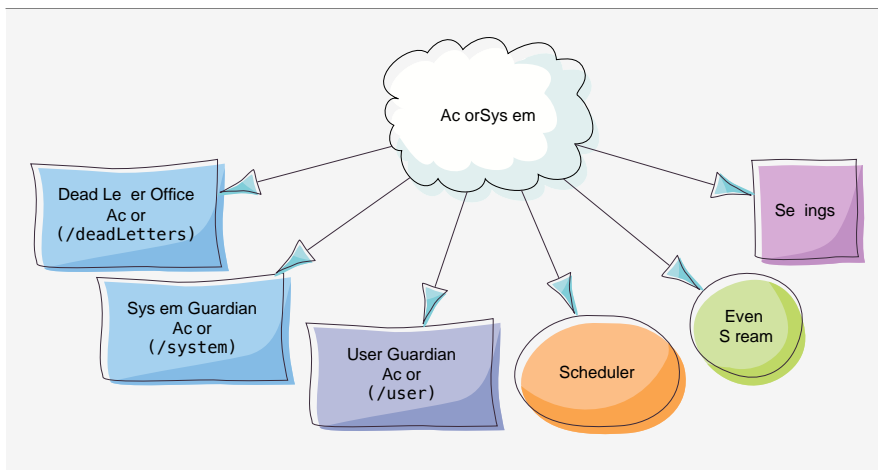 Ac orSys em
Dead Le  er Office
Ac or
(/deadLetters)
Sys em Guardian
Ac or
(/system)
User Guardian
Ac or
(/user)
Scheduler
Even
S ream
Se  ings